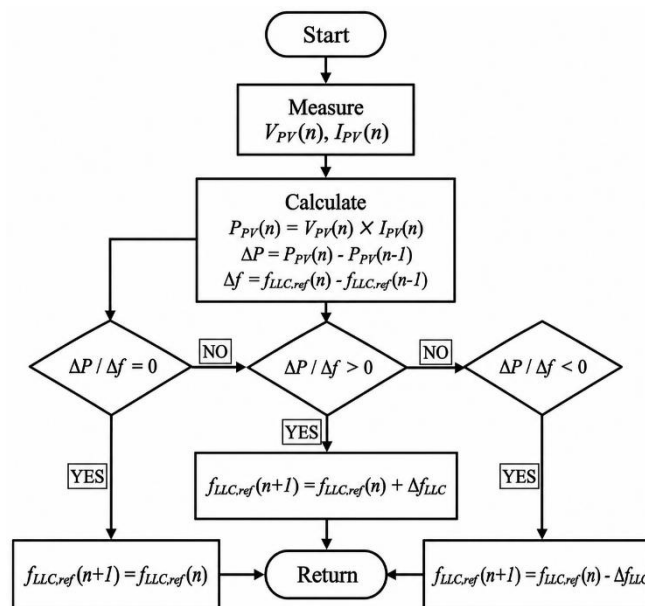 Start
Measure
V_PV(n), I_PV(n)
Calculate
P_PV(n) = V_PV(n) × I_PV(n)
ΔP = P_PV(n) - P_PV(n-1)
Δf = f_LLC,ref(n) - f_LLC,ref(n-1)
ΔP / Δf = 0
NO
ΔP / Δf > 0
NO
ΔP / Δf < 0
YES
YES
YES
f_LLC,ref(n+1) = f_LLC,ref(n) + Δf_LLC
f_LLC,ref(n+1) = f_LLC,ref(n)
Return
f_LLC,ref(n+1) = f_LLC,ref(n) - Δf_LLC